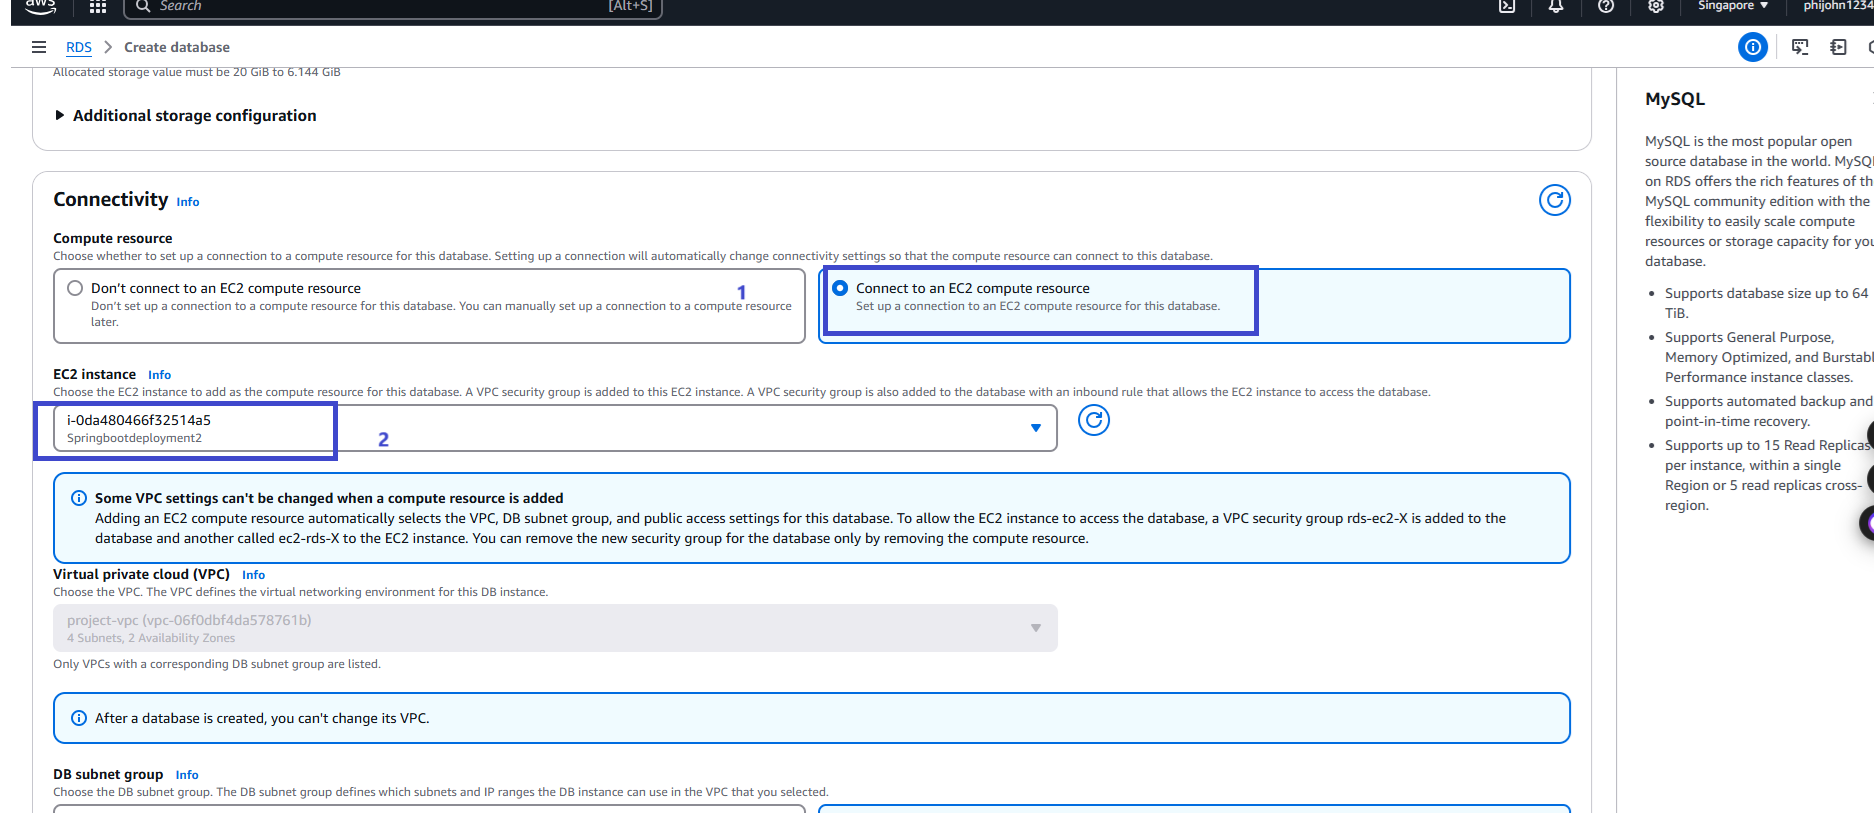 aws
Search
[Alt+S]
Singapore
phijohn1234
RDS
Create database
Allocated storage value must be 20 GiB to 6.144 GiB
Additional storage configuration
Connectivity Info
Compute resource
Choose whether to set up a connection to a compute resource for this database. Setting up a connection will automatically change connectivity settings so that the compute resource can connect to this database.
Don't connect to an EC2 compute resource
Don't set up a connection to a compute resource for this database. You can manually set up a connection to a compute resource
later.
1
Connect to an EC2 compute resource
Set up a connection to an EC2 compute resource for this database.
EC2 instance Info
Choose the EC2 instance to add as the compute resource for this database. A VPC security group is added to this EC2 instance. A VPC security group is also added to the database with an inbound rule that allows the EC2 instance to access the database.
i-0da480466f32514a5
Springbootdeployment2
2
Some VPC settings can't be changed when a compute resource is added
Adding an EC2 compute resource automatically selects the VPC, DB subnet group, and public access settings for this database. To allow the EC2 instance to access the database, a VPC security group rds-ec2-X is added to the
database and another called ec2-rds-X to the EC2 instance. You can remove the new security group for the database only by removing the compute resource.
Virtual private cloud (VPC) Info
Choose the VPC. The VPC defines the virtual networking environment for this DB instance.
project-vpc (vpc-06f0dbf4da578761b)
4 Subnets, 2 Availability Zones
Only VPCs with a corresponding DB subnet group are listed.
After a database is created, you can't change its VPC.
DB subnet group Info
Choose the DB subnet group. The DB subnet group defines which subnets and IP ranges the DB instance can use in the VPC that you selected.
MySQL
MySQL is the most popular open
source database in the world. MySQL
on RDS offers the rich features of th
MySQL community edition with the
flexibility to easily scale compute
resources or storage capacity for you
database.
• Supports database size up to 64
TiB.
• Supports General Purpose,
Memory Optimized, and Burstabl
Performance instance classes.
• Supports automated backup and
point-in-time recovery.
• Supports up to 15 Read Replicas
per instance, within a single
Region or 5 read replicas cross-
region.